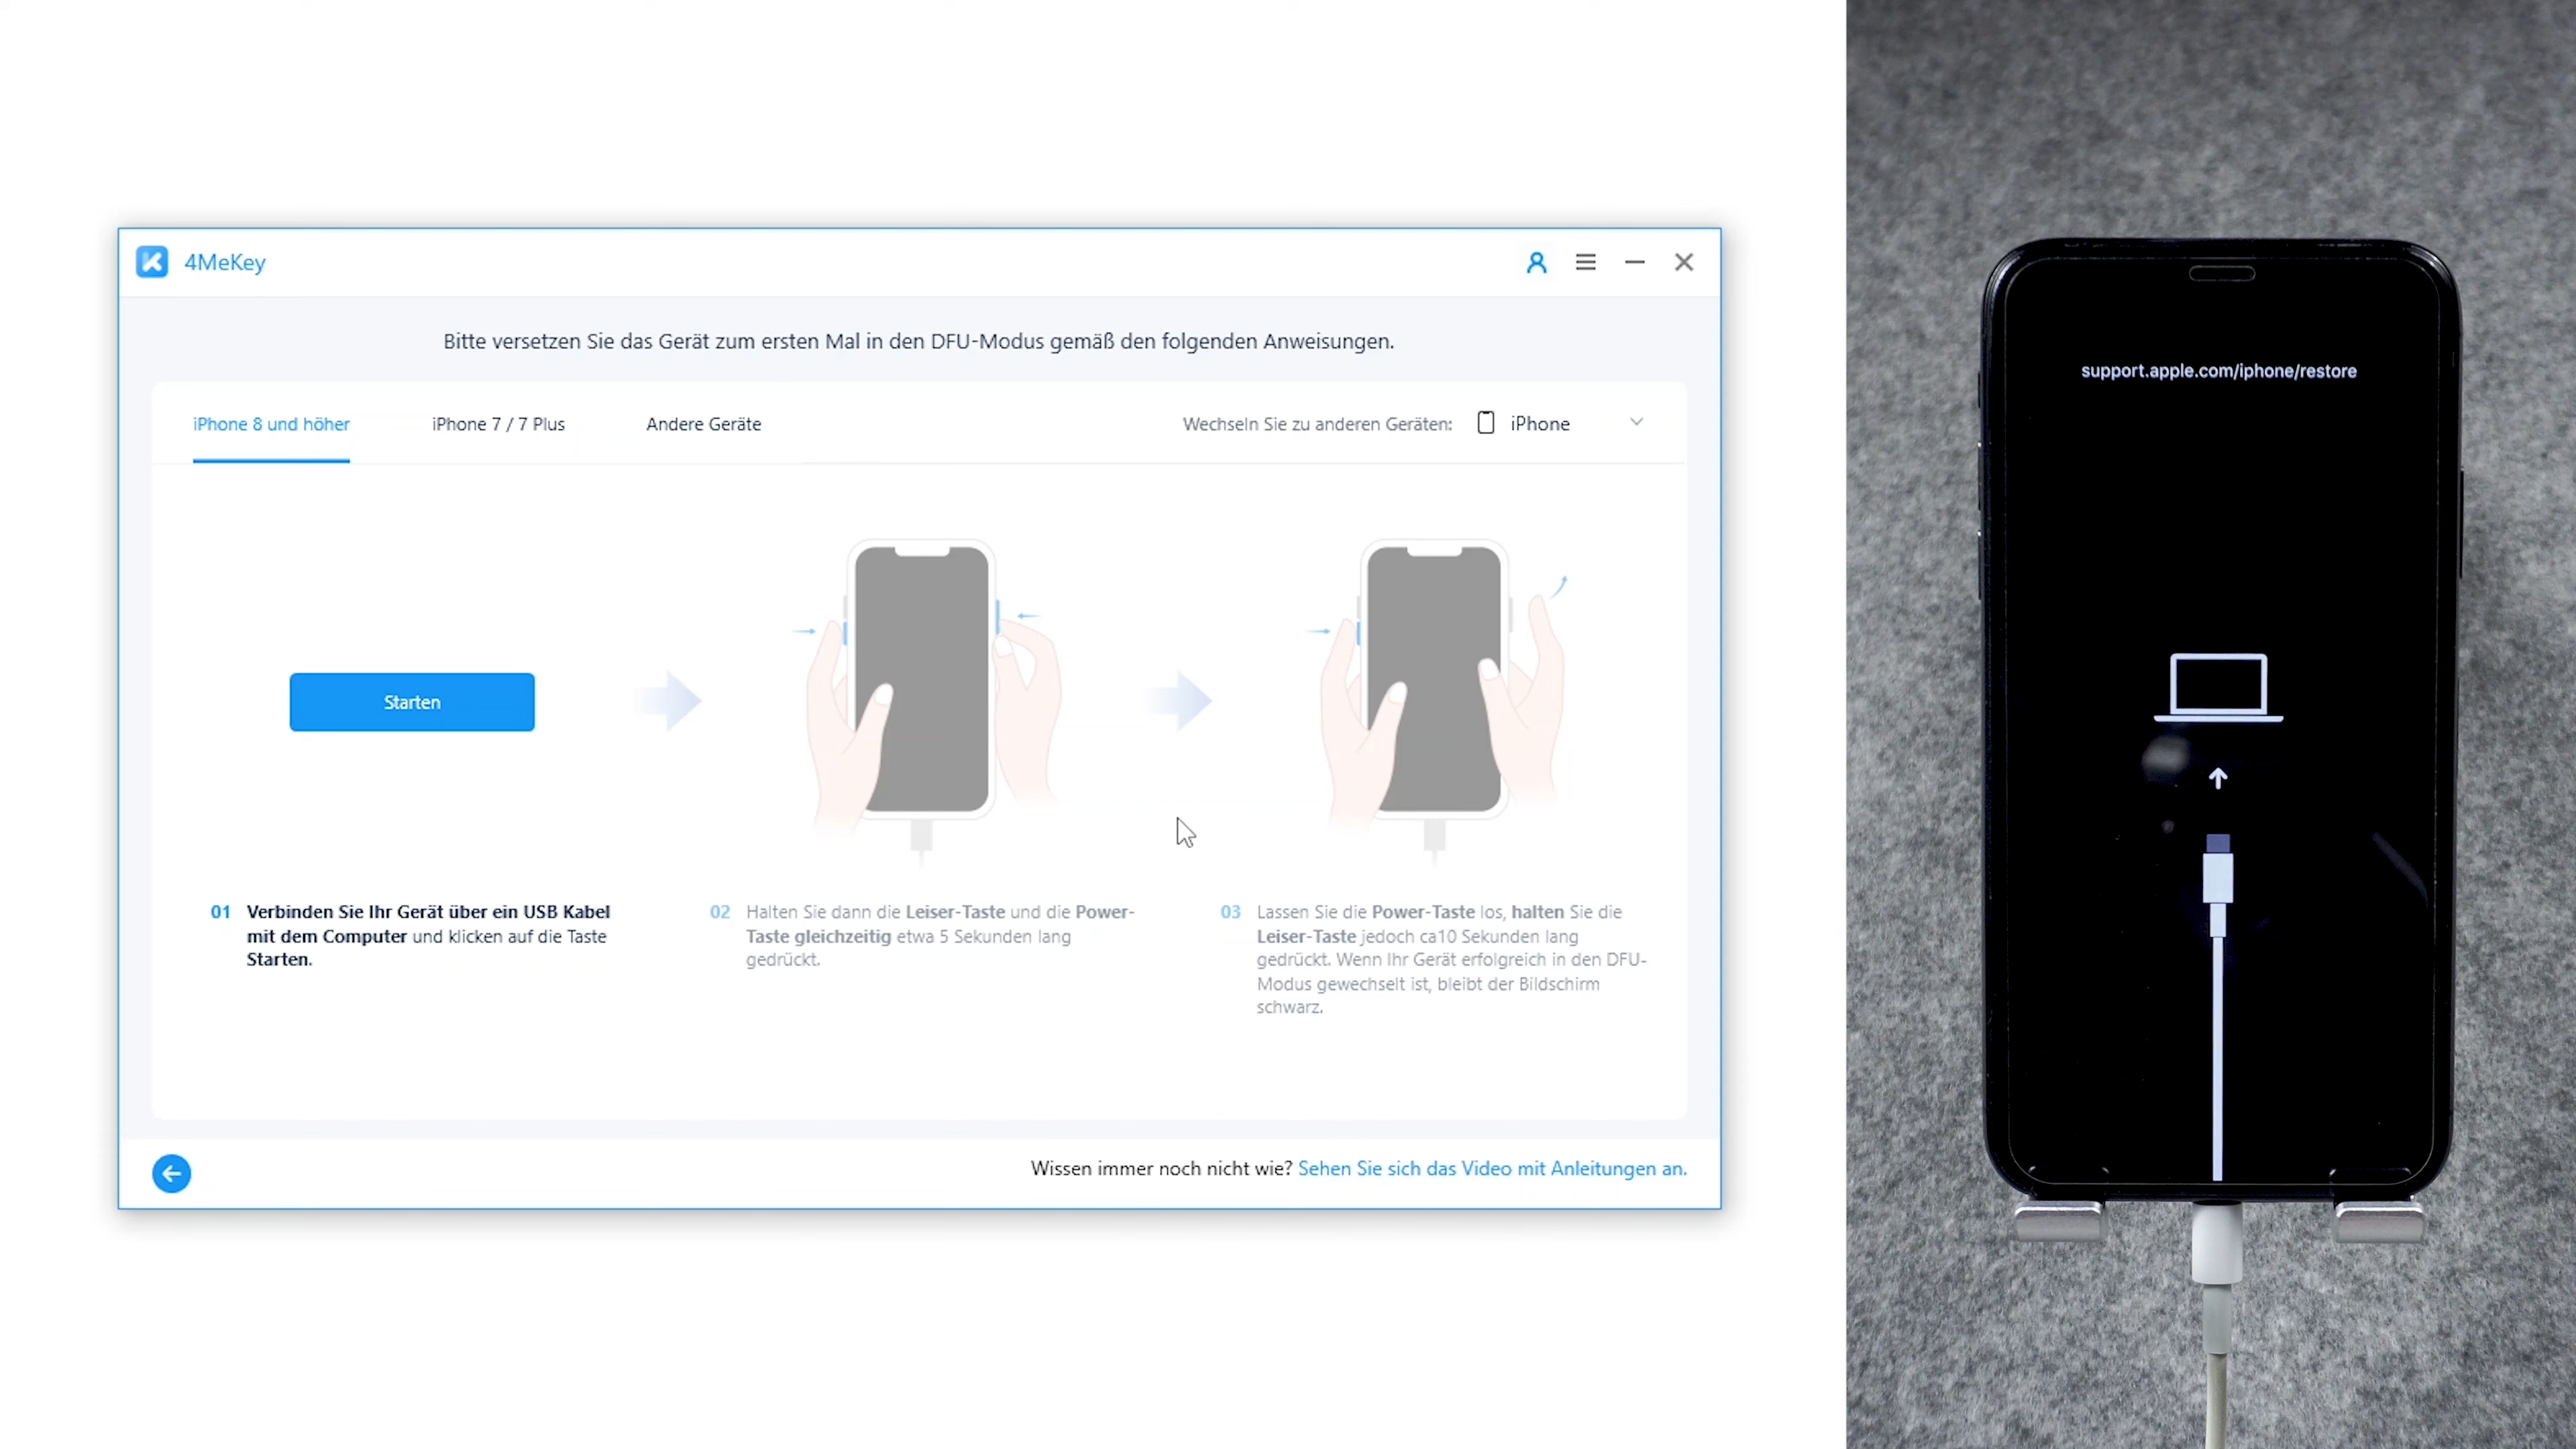 4MeKey
Bitte versetzen Sie das Gerät zum ersten Mal in den DFU-Modus gemäß den folgenden Anweisungen.
iPhone 8 und höher
iPhone 7 / 7 Plus
Andere Geräte
Wechseln Sie zu anderen Geräten:
iPhone
Starten
01 Verbinden Sie Ihr Gerät über ein USB Kabel
mit dem Computer und klicken auf die Taste
Starten.
02 Halten Sie dann die Leiser-Taste und die Power-
Taste gleichzeitig etwa 5 Sekunden lang
gedrückt.
03 Lassen Sie die Power-Taste los, halten Sie die
Leiser-Taste jedoch ca10 Sekunden lang
gedrückt. Wenn Ihr Gerät erfolgreich in den DFU-
Modus gewechselt ist, bleibt der Bildschirm
schwarz.
Wissen immer noch nicht wie? Sehen Sie sich das Video mit Anleitungen an.
support.apple.com/iphone/restore